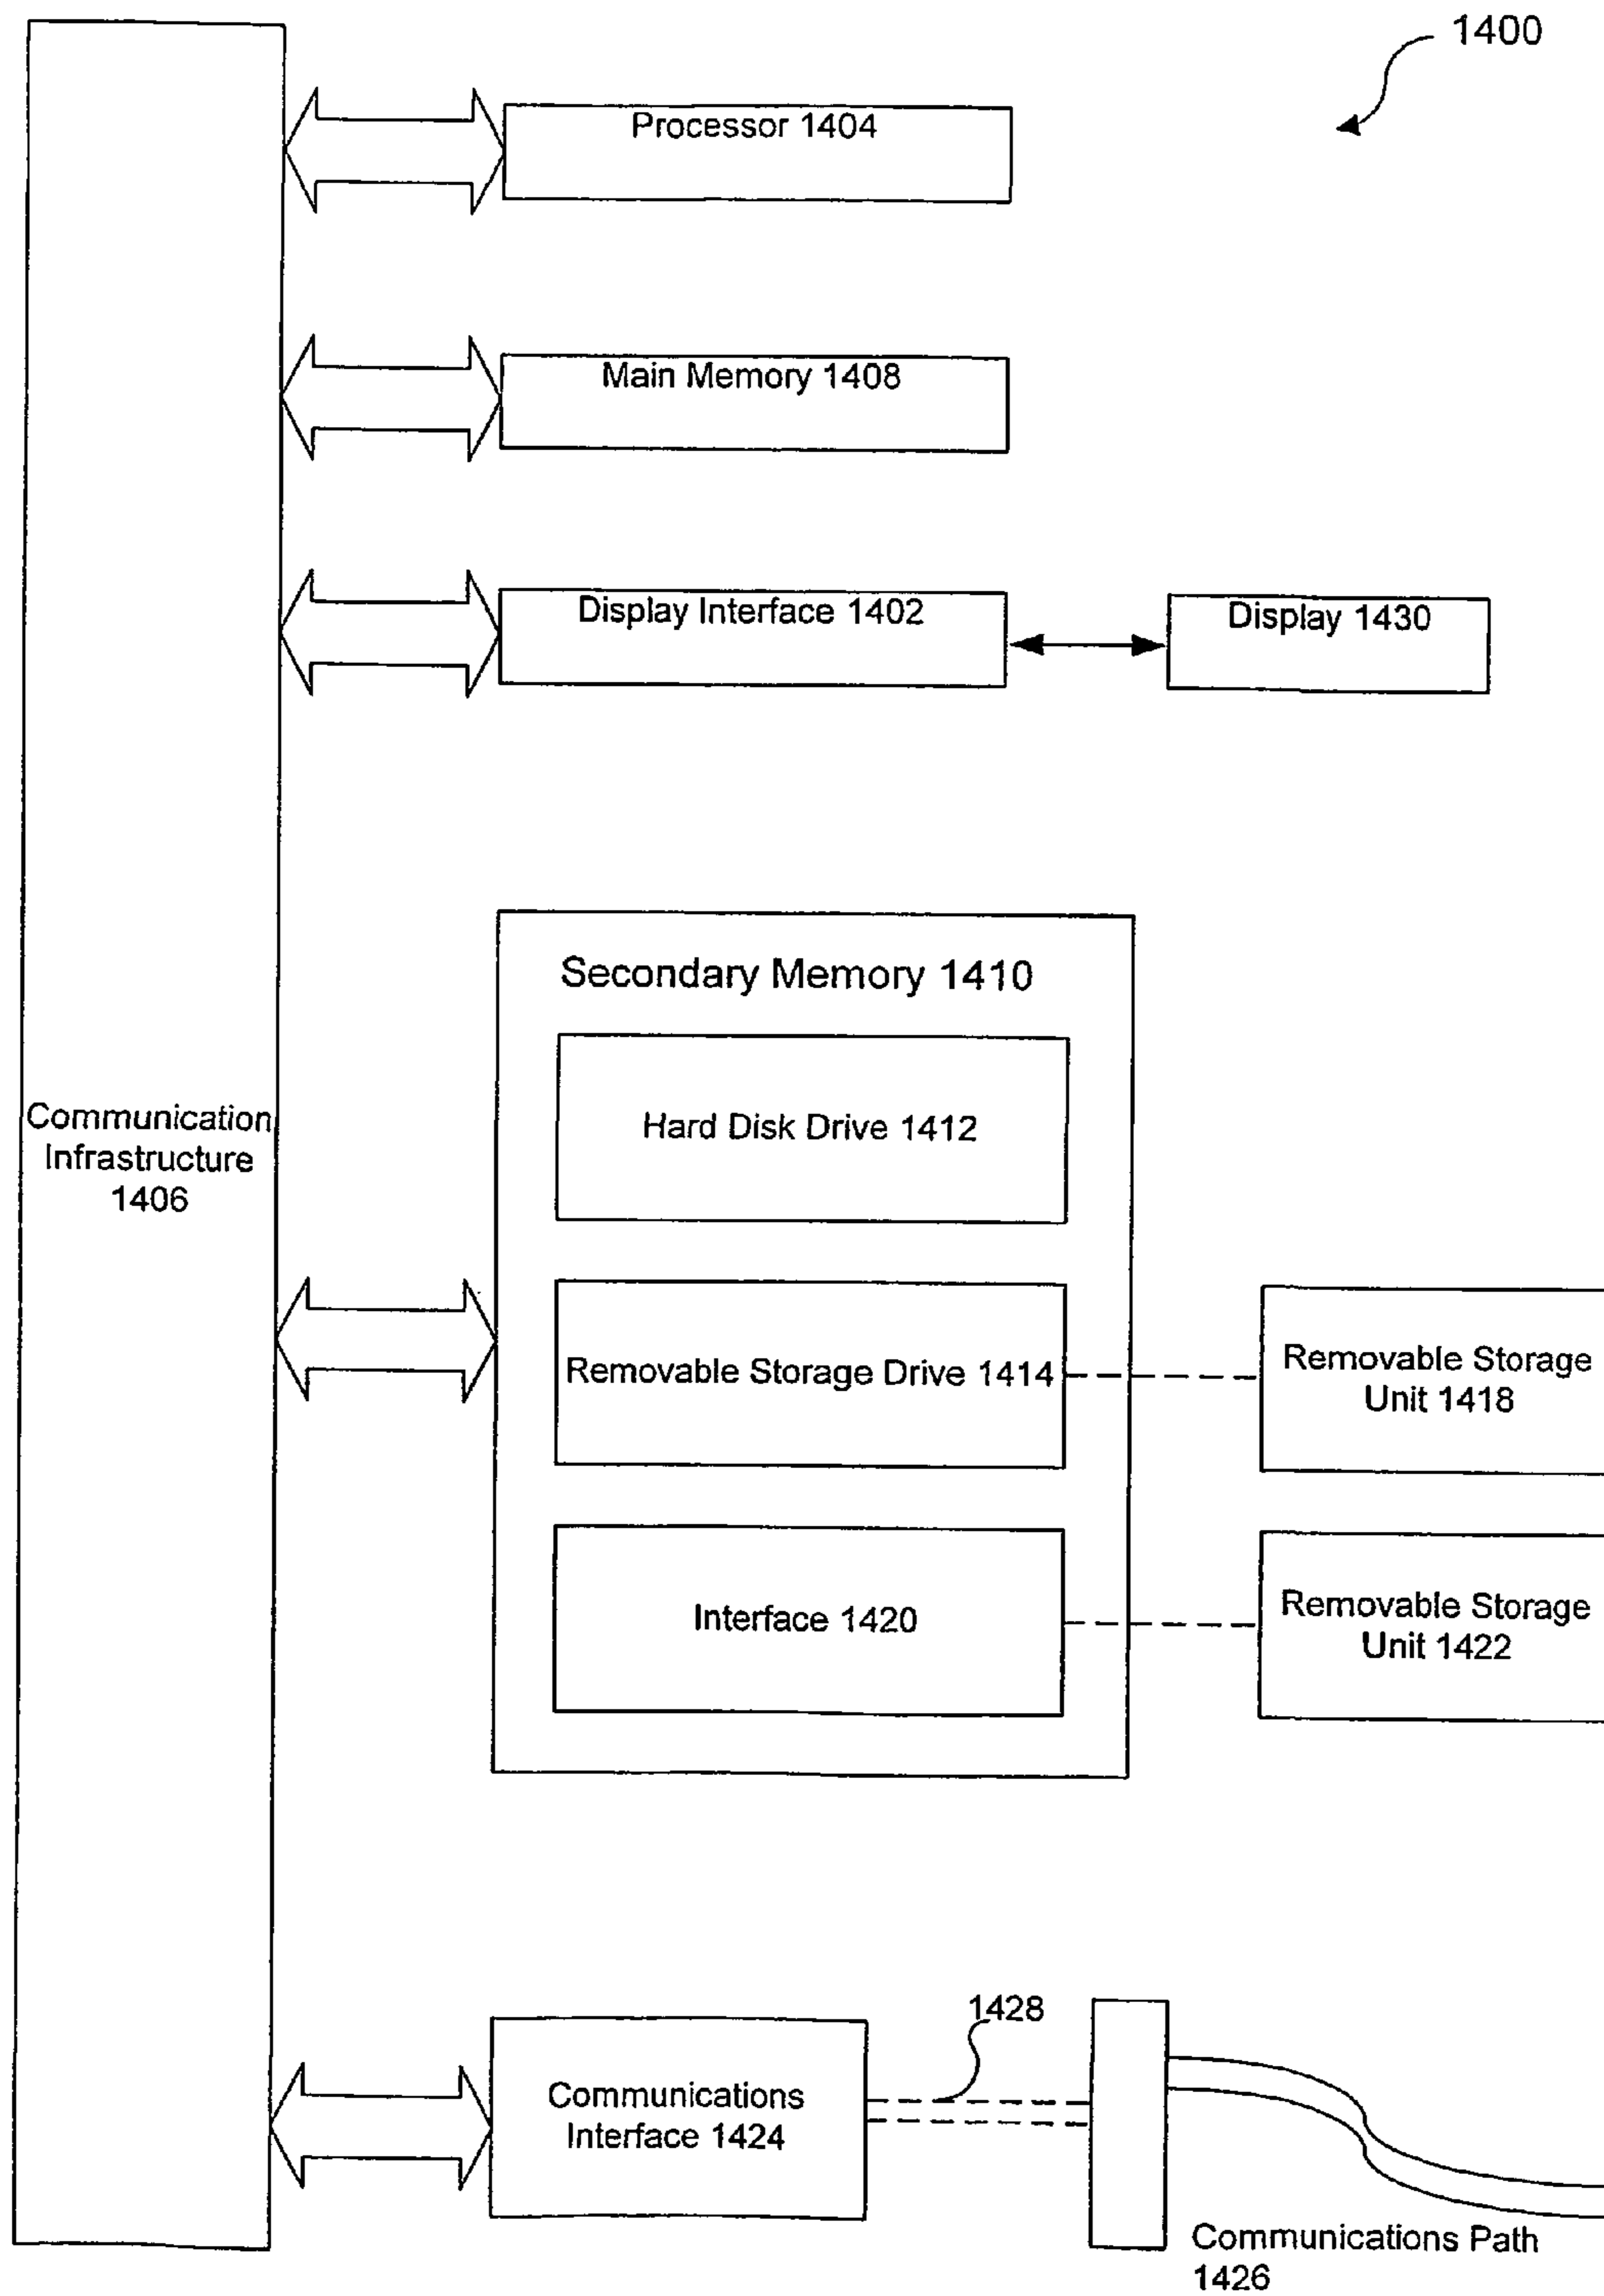 1400
Processor 1404
Main Memory 1408
Display Interface 1402
Display 1430
Secondary Memory 1410
Hard Disk Drive 1412
Communication
Infrastructure
1406
Removable Storage Drive 1414
Removable Storage
Unit 1418
Interface 1420
Removable Storage
Unit 1422
1428
Communications
Interface 1424
Communications Path
1426